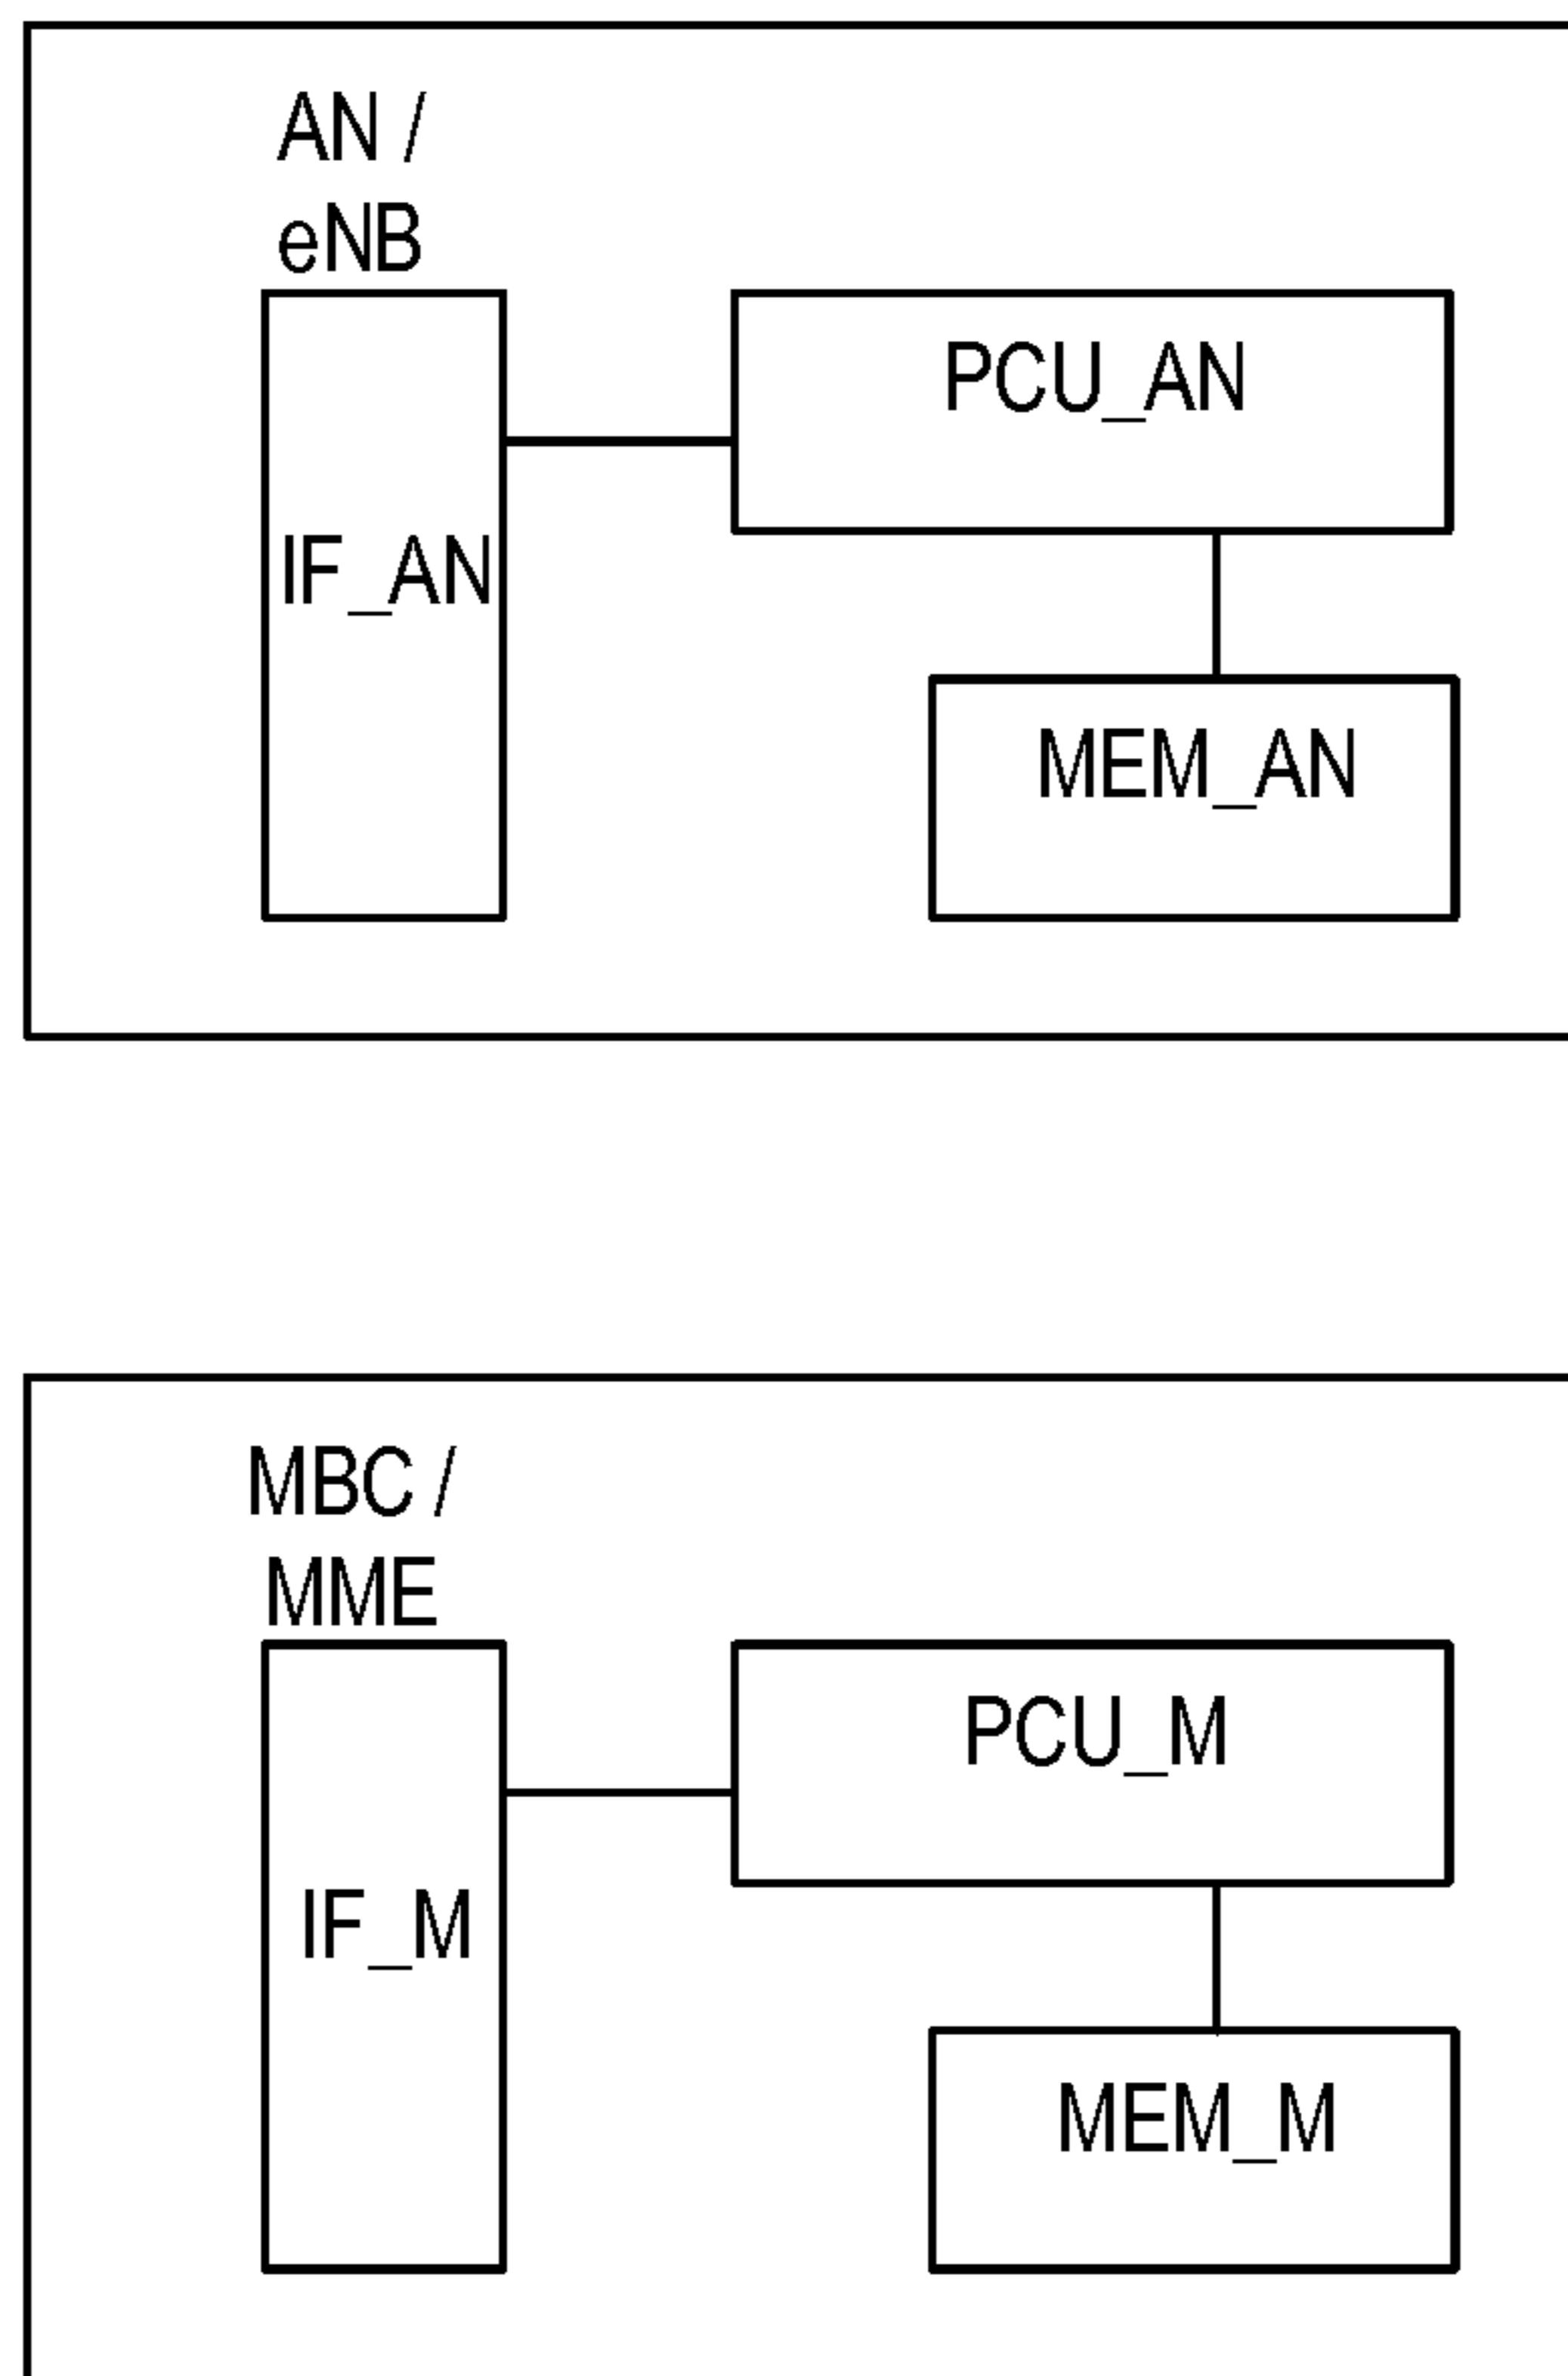 AN /
eNB
PCU_AN
IF_AN
MEM_AN
MBC /
MME
PCU_M
IF_M
MEM_M